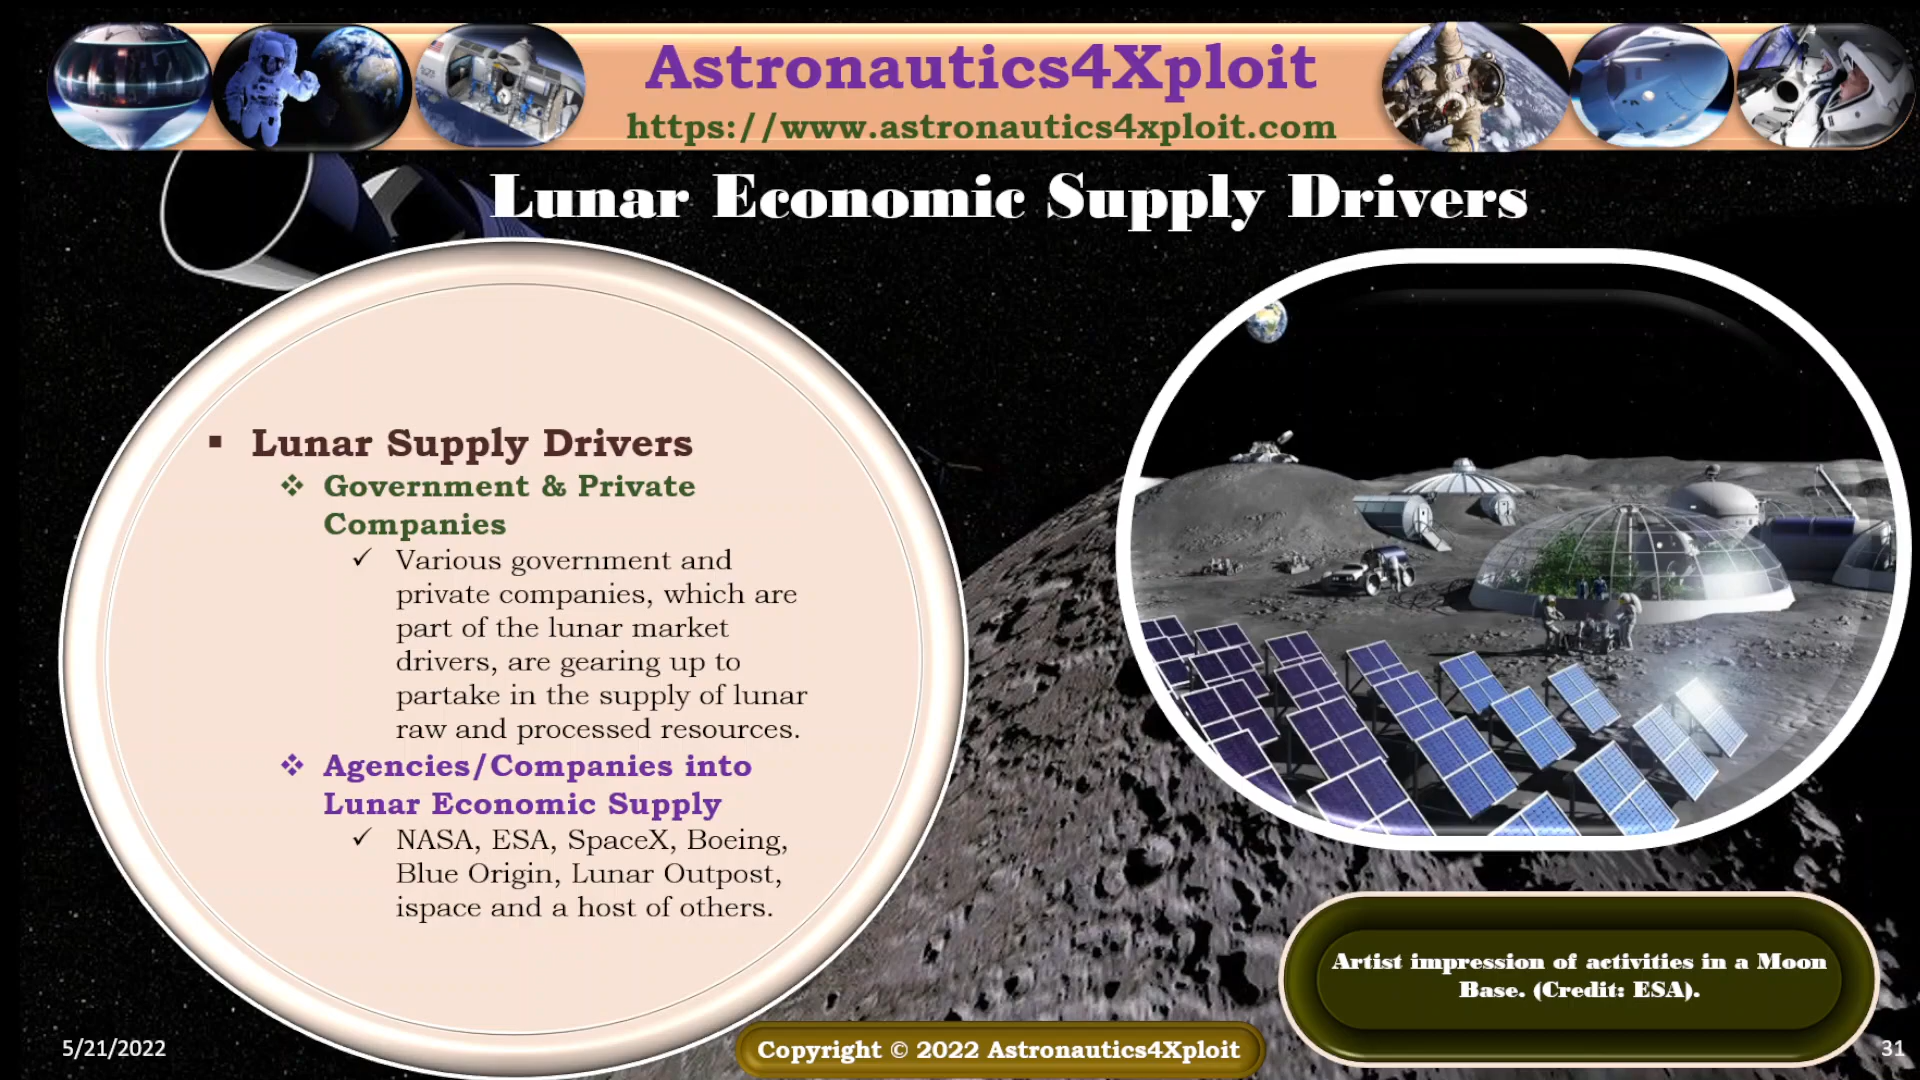 Astronautics4Xploit
https://www.astronautics4xploit.com
Lunar Economic Supply Drivers
▪ Lunar Supply Drivers
❖ Government & Private
Companies
✓ Various government and
private companies, which are
part of the lunar market
drivers, are gearing up to
partake in the supply of lunar
raw and processed resources.
❖ Agencies/Companies into
Lunar Economic Supply
✓ NASA, ESA, SpaceX, Boeing,
Blue Origin, Lunar Outpost,
ispace and a host of others.
Artist impression of activities in a Moon
Base. (Credit: ESA).
5/21/2022
Copyright © 2022 Astronautics4Xploit
31